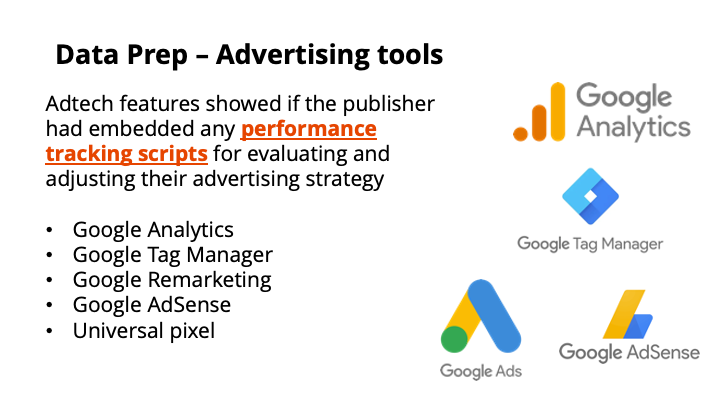 Data Prep – Advertising tools
Adtech features showed if the publisher
had embedded any performance
tracking scripts for evaluating and
adjusting their advertising strategy
• Google Analytics
• Google Tag Manager
• Google Remarketing
• Google AdSense
• Universal pixel
Google
Analytics
Google Tag Manager
Google Ads
Google AdSense